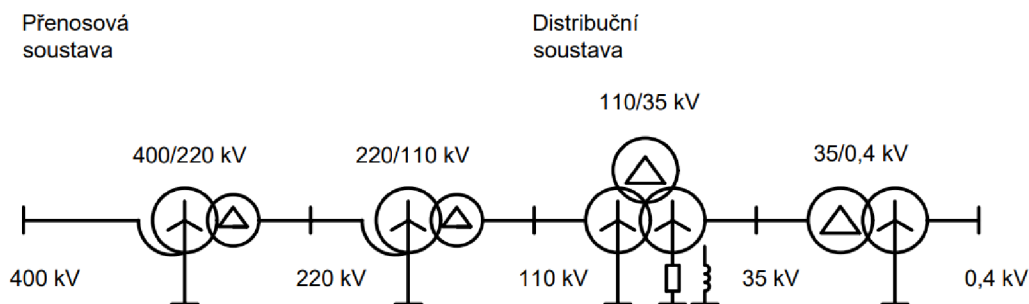 Přenosová
soustava
Distribuční
soustava
110/35 kV
400/220 kV
220/110 kV
35/0,4 kV
400 kV
220 kV
110 kV
35 kV
0,4 kV